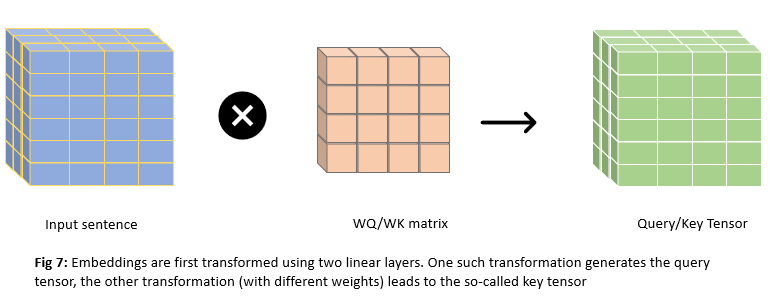 Input sentence
WQ/WK matrix
Query/Key Tensor
Fig 7: Embeddings are first transformed using two linear layers. One such transformation generates the query
tensor, the other transformation (with different weights) leads to the so-called key tensor